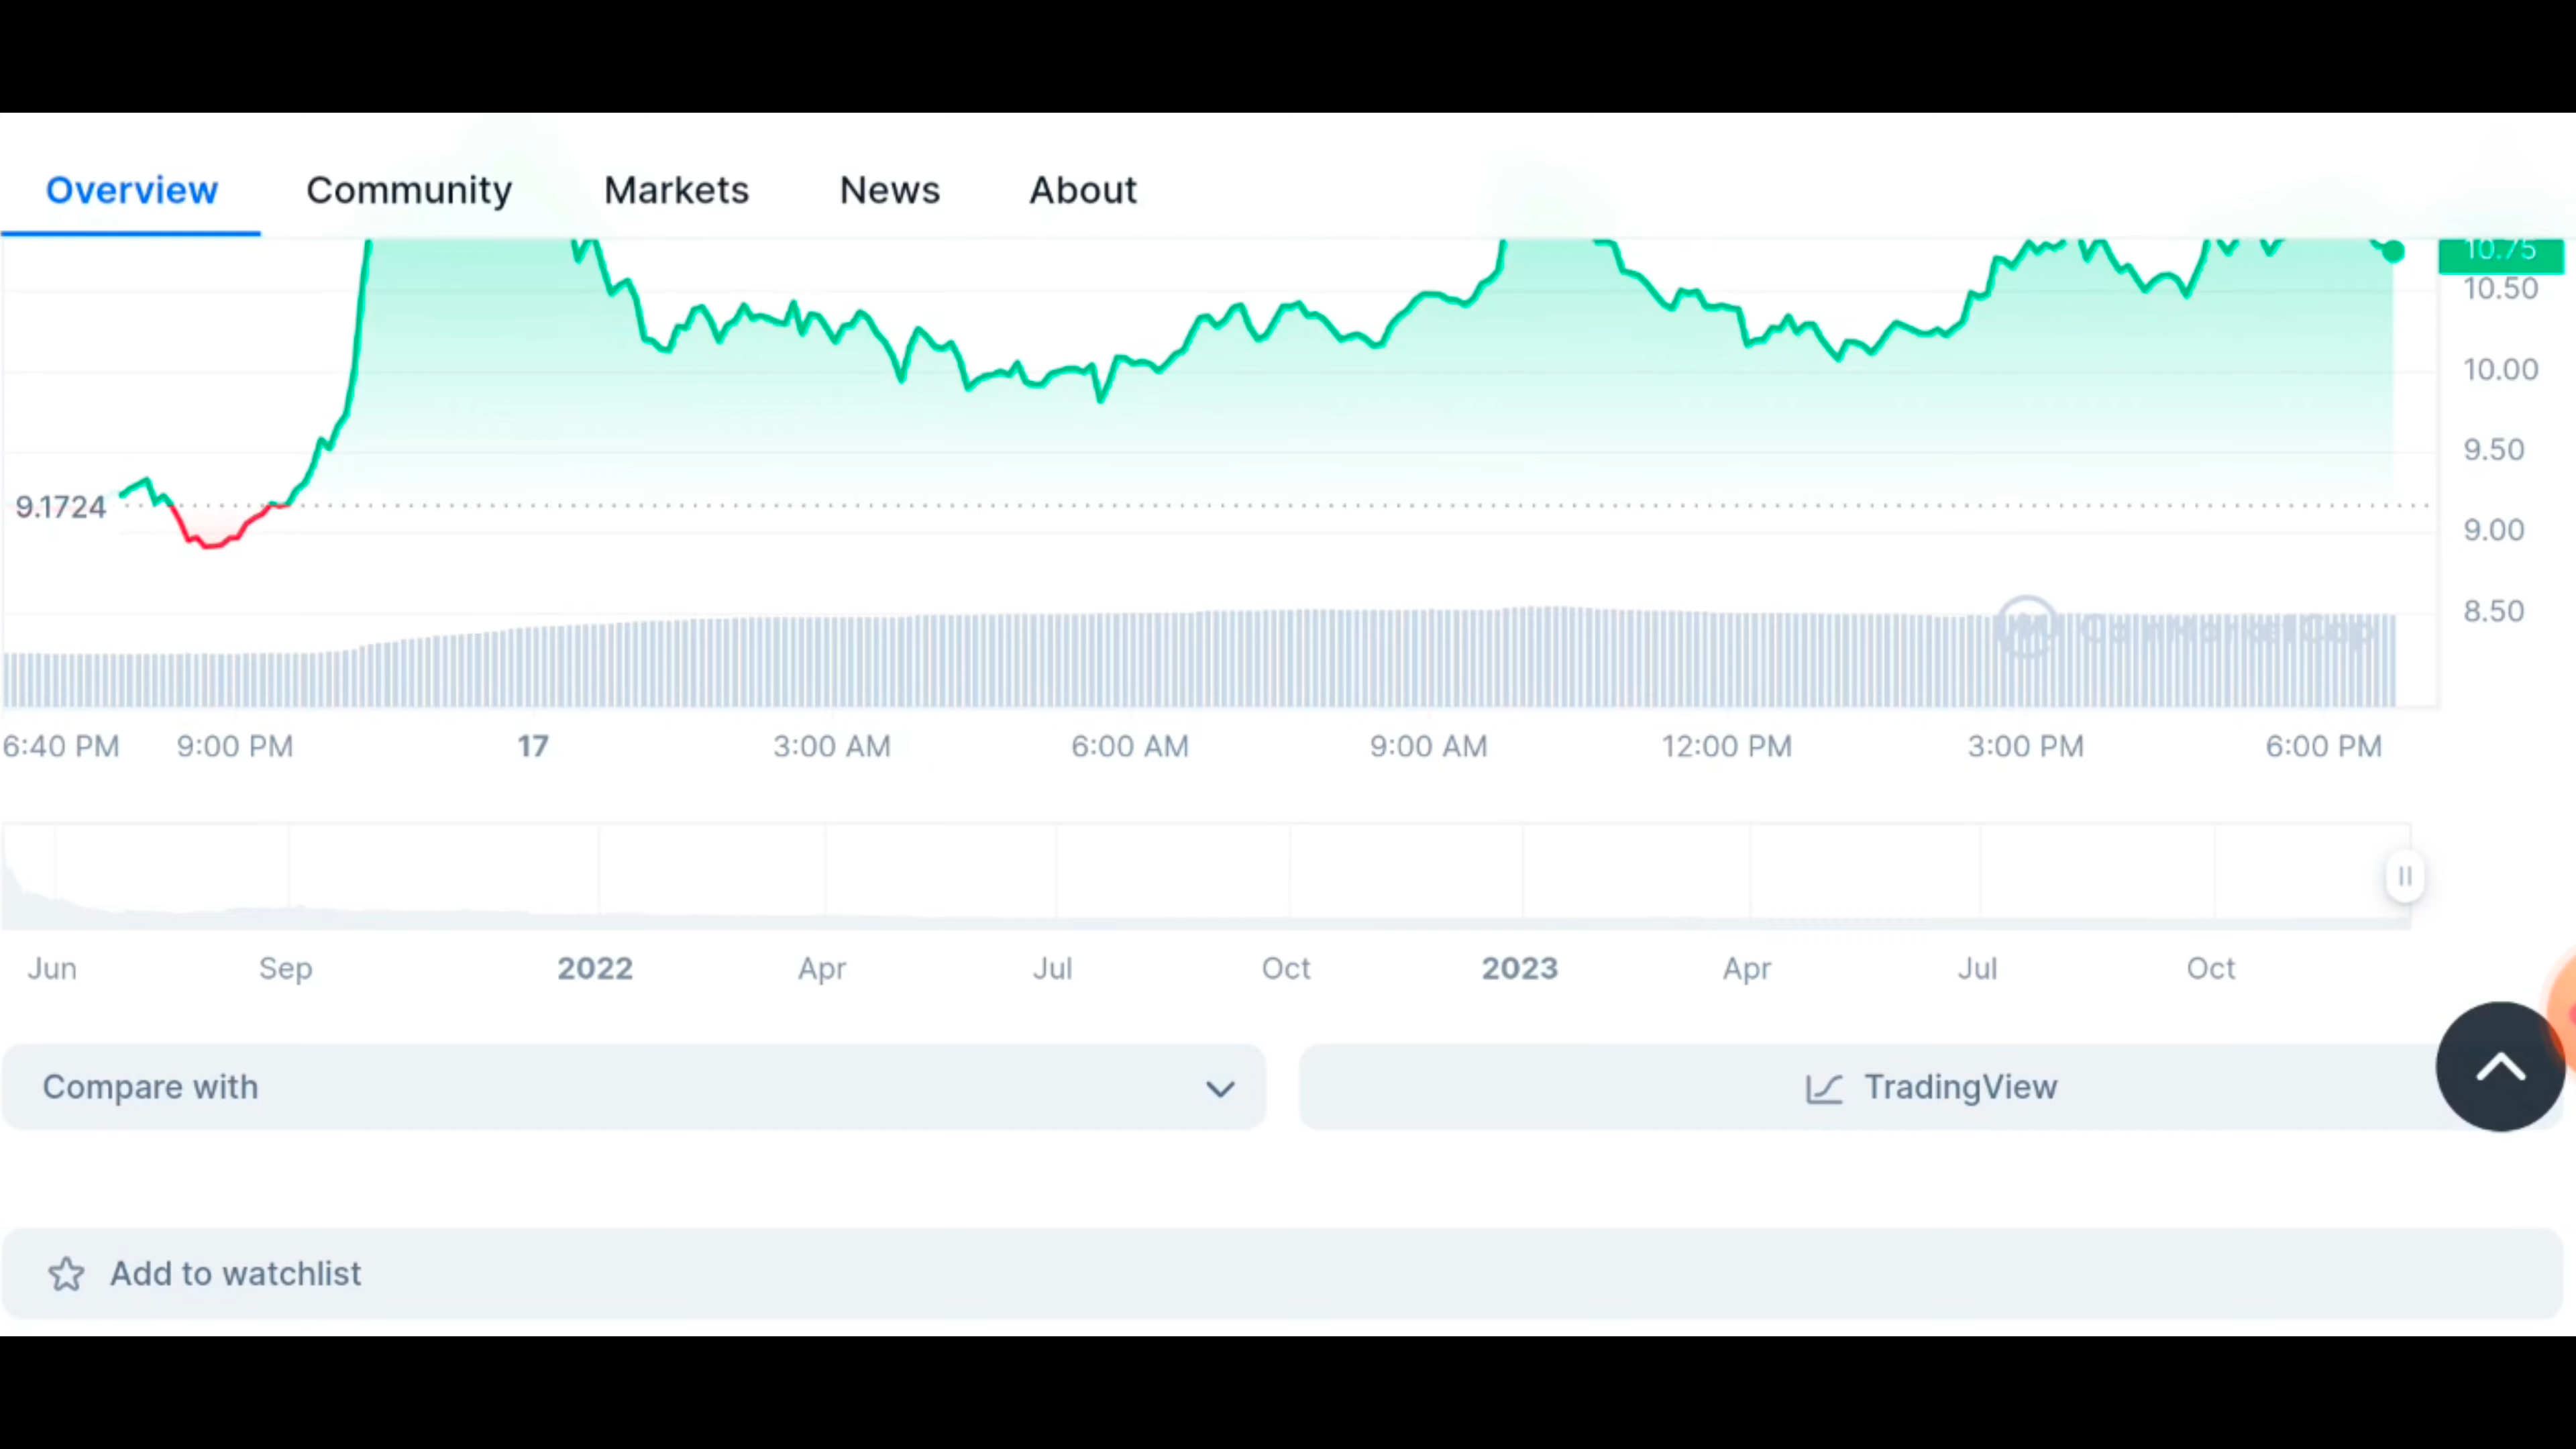 Overview Community Markets News About
10.75
10.50
10.00
9.50
9.1724
9.00
8.50
CoinMarketCap
6:40 PM 9:00 PM 17 3:00 AM 6:00 AM 9:00 AM 12:00 PM 3:00 PM 6:00 PM
Jun Sep 2022 Apr Jul Oct 2023 Apr Jul Oct
Compare with
TradingView
Add to watchlist